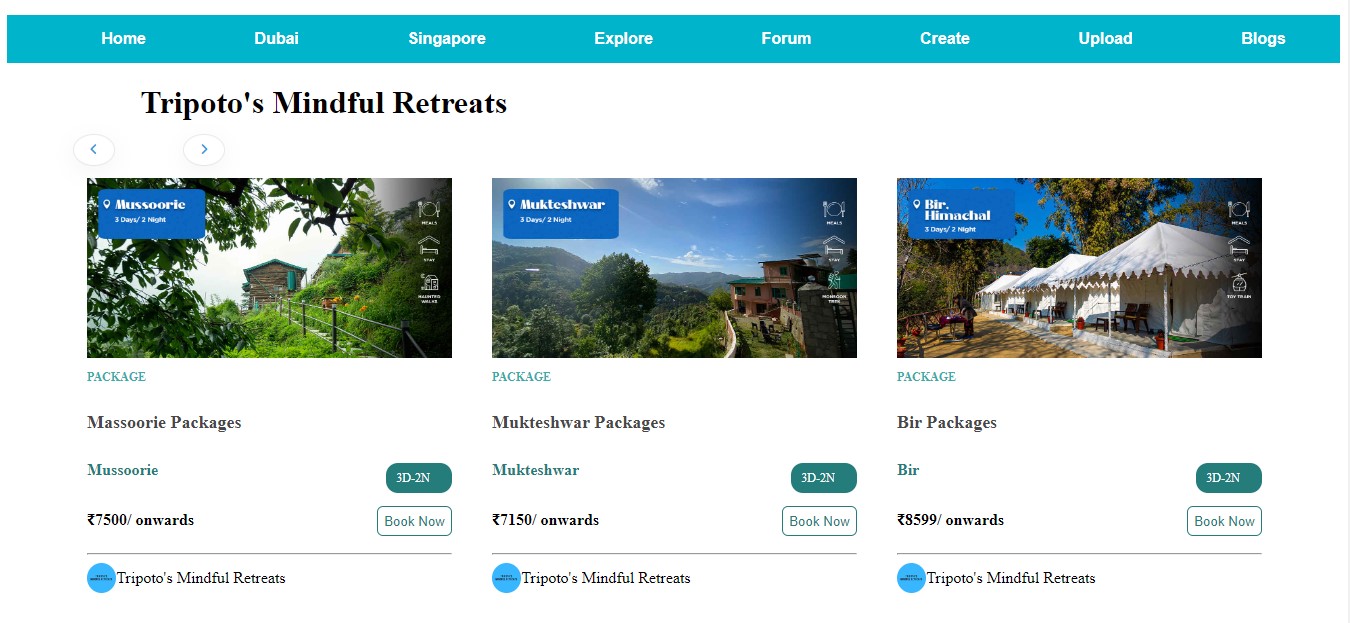 Home Dubai Singapore Explore Forum Create Upload Blogs
Tripoto's Mindful Retreats
Mussoorie
3 Days/ 2 Night
MEALS
STAY
HAUNTED
WALKS
PACKAGE
Massoorie Packages
Mussoorie
3D-2N
₹7500/ onwards
Book Now
Tripoto's Mindful Retreats
Mukteshwar
3 Days/ 2 Night
MEALS
STAY
MONSOON
TREK
PACKAGE
Mukteshwar Packages
Mukteshwar
3D-2N
₹7150/ onwards
Book Now
Tripoto's Mindful Retreats
Bir,
Himachal
3 Days/ 2 Night
MEALS
STAY
TOY TRAIN
PACKAGE
Bir Packages
Bir
3D-2N
₹8599/ onwards
Book Now
Tripoto's Mindful Retreats